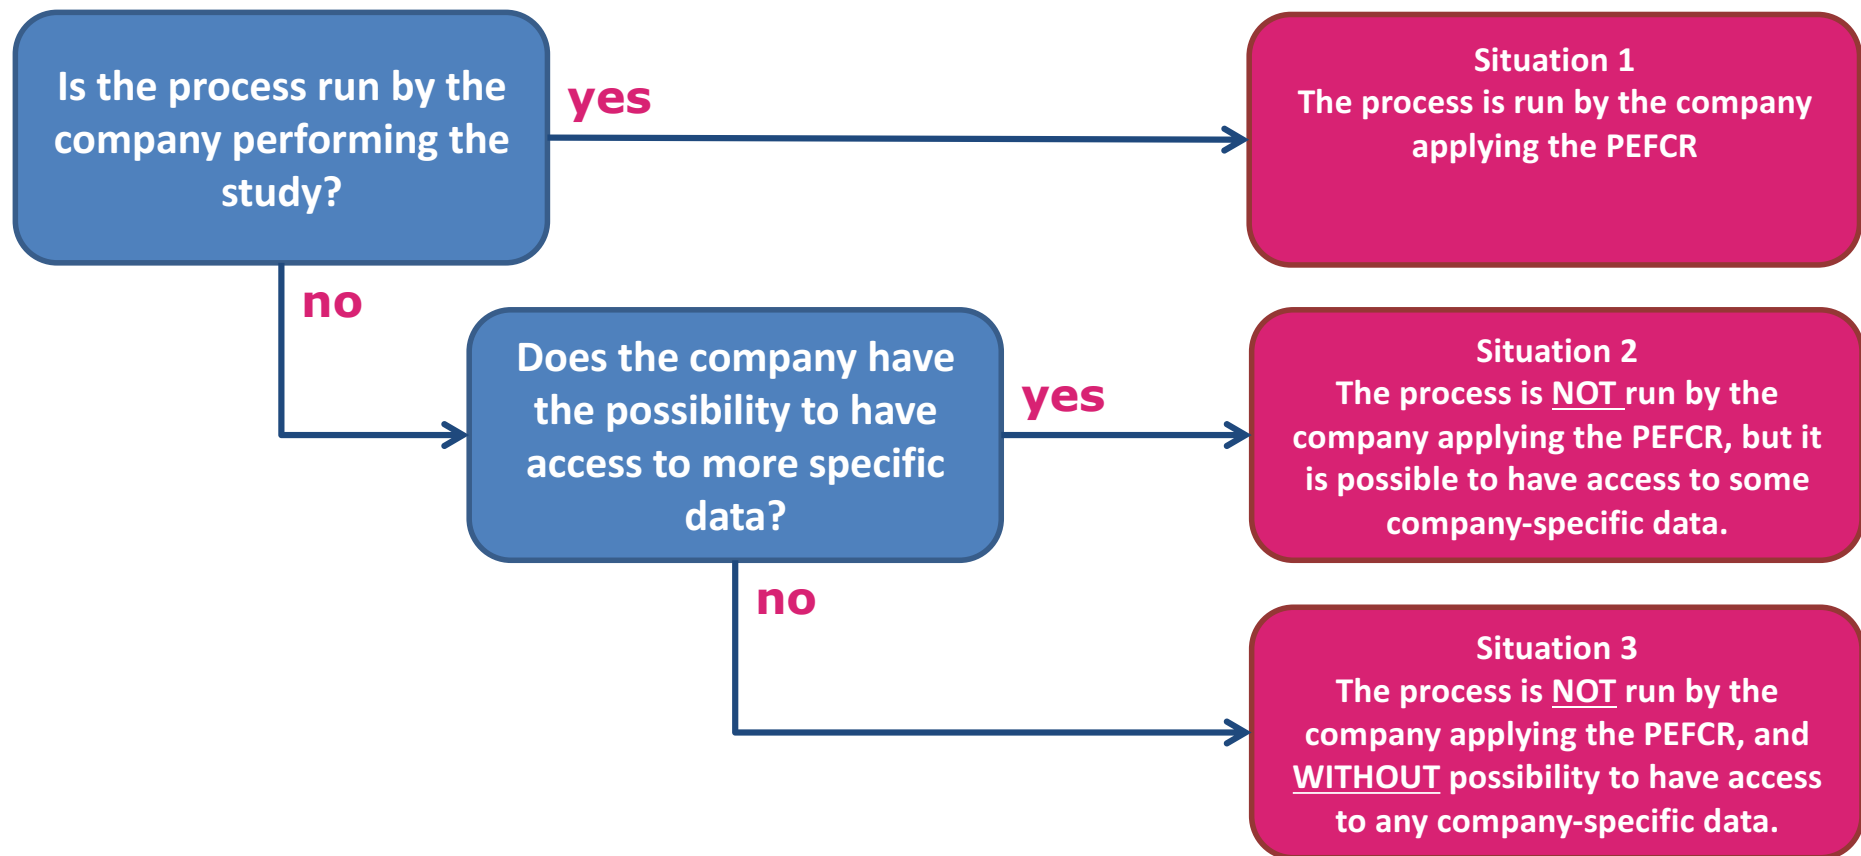 Is the process run by the
company performing the
study?
yes
Situation 1
The process is run by the company
applying the PEFCR
no
Does the company have
the possibility to have
access to more specific
data?
yes
Situation 2
The process is NOT run by the
company applying the PEFCR, but it
is possible to have access to some
company-specific data.
no
Situation 3
The process is NOT run by the
company applying the PEFCR, and
WITHOUT possibility to have access
to any company-specific data.